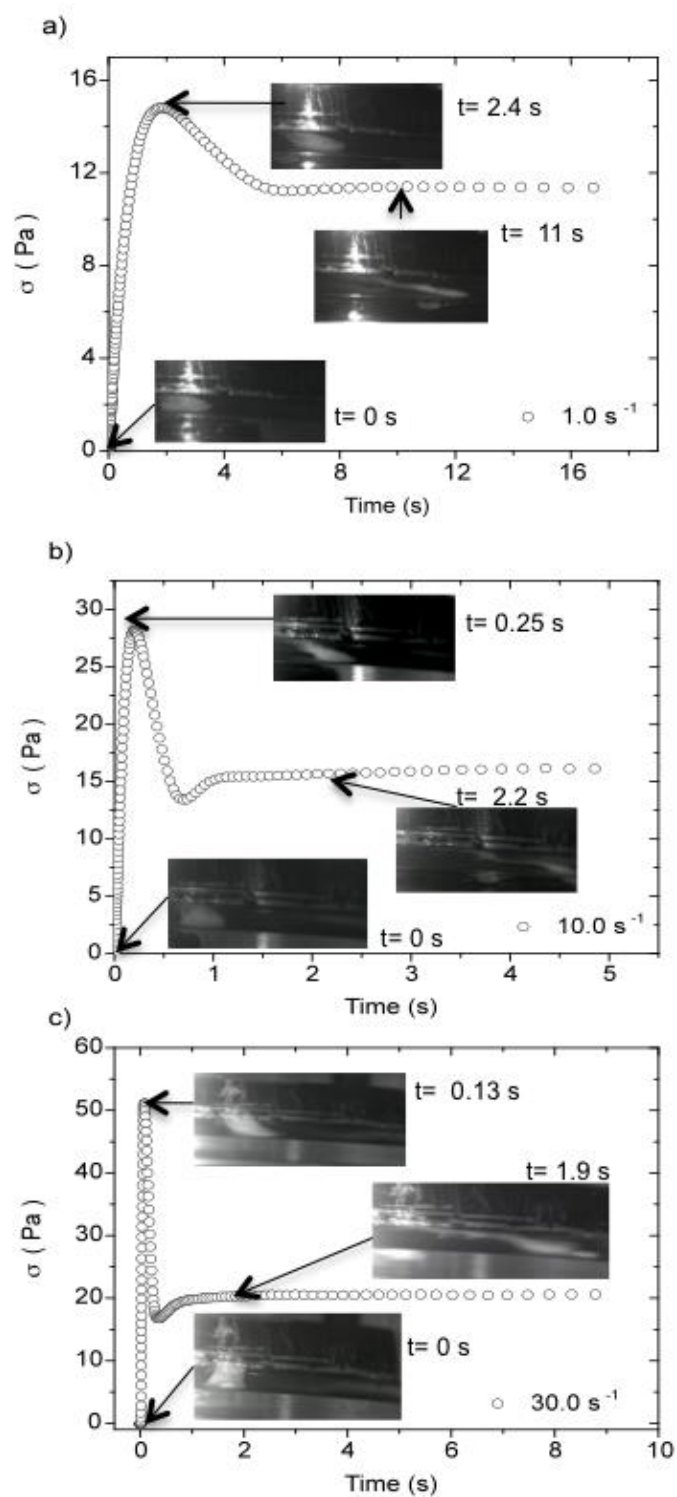 a)
16
t= 2.4 s
12
σ ( Pa )
t= 11 s
8
4
t= 0 s
1.0 s⁻¹
0
0 4 8 12 16
Time (s)
b)
30
t= 0.25 s
25
20
σ ( Pa )
15
t= 2.2 s
10
5
t= 0 s
10.0 s⁻¹
0
0 1 2 3 4 5
Time (s)
c)
60
t= 0.13 s
50
t= 1.9 s
40
σ ( Pa )
30
20
t= 0 s
10
30.0 s⁻¹
0
0 2 4 6 8 10
Time (s)